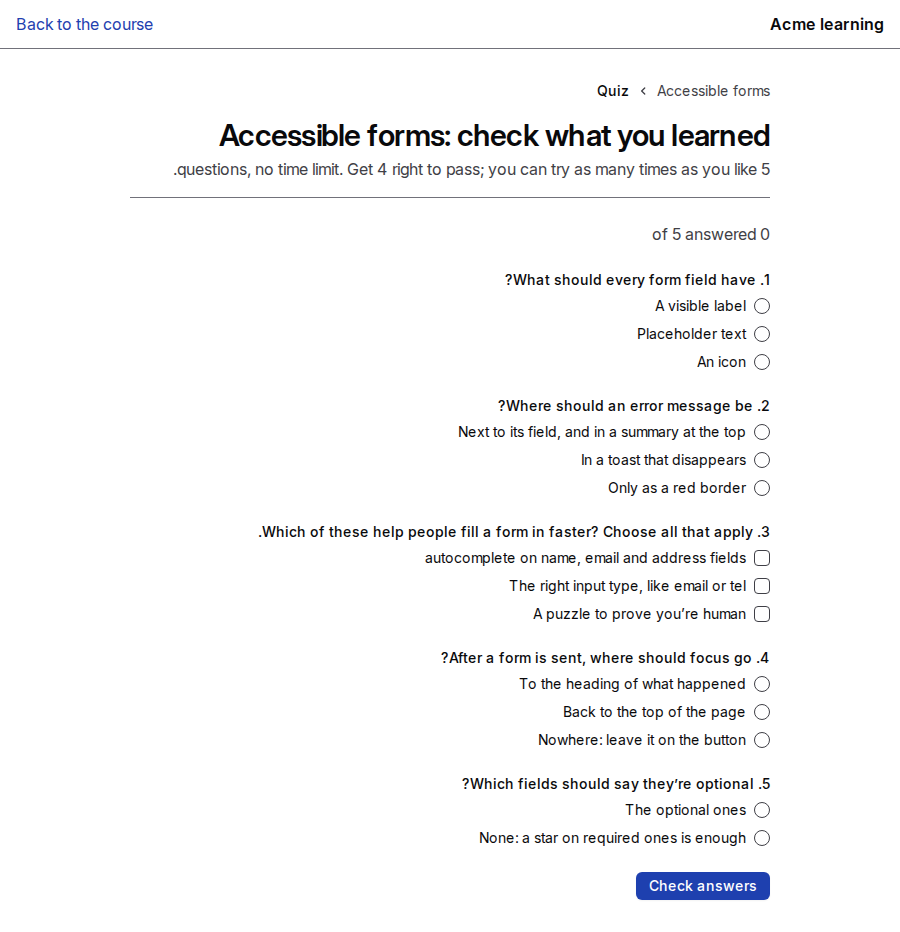 Acme learning
Back to the course
Accessible forms
Quiz
Accessible forms: check what you learned
5 questions, no time limit. Get 4 right to pass; you can try as many times as you like.
0 of 5 answered
1. What should every form field have?
A visible label
Placeholder text
An icon
2. Where should an error message be?
Next to its field, and in a summary at the top
In a toast that disappears
Only as a red border
3. Which of these help people fill a form in faster? Choose all that apply.
autocomplete on name, email and address fields
The right input type, like email or tel
A puzzle to prove you’re human
4. After a form is sent, where should focus go?
To the heading of what happened
Back to the top of the page
Nowhere: leave it on the button
5. Which fields should say they’re optional?
The optional ones
None: a star on required ones is enough
Check answers